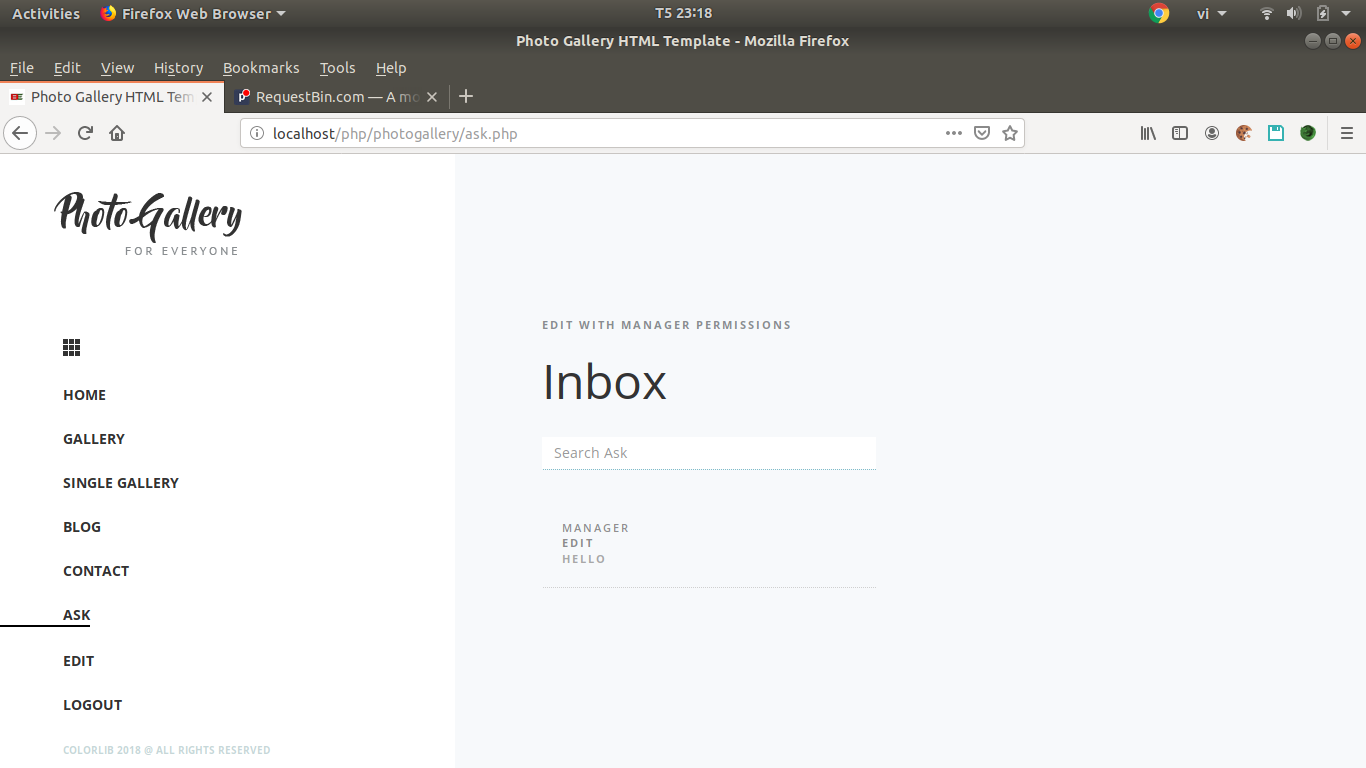 Activities Firefox Web Browser T5 23:18 vi
Photo Gallery HTML Template - Mozilla Firefox
File Edit View History Bookmarks Tools Help
Photo Gallery HTML Tem RequestBin.com — A mo
localhost/php/photogallery/ask.php
Photo Gallery
FOR EVERYONE
HOME
GALLERY
SINGLE GALLERY
BLOG
CONTACT
ASK
EDIT
LOGOUT
COLORLIB 2018 @ ALL RIGHTS RESERVED
EDIT WITH MANAGER PERMISSIONS
Inbox
Search Ask
MANAGER
EDIT
HELLO